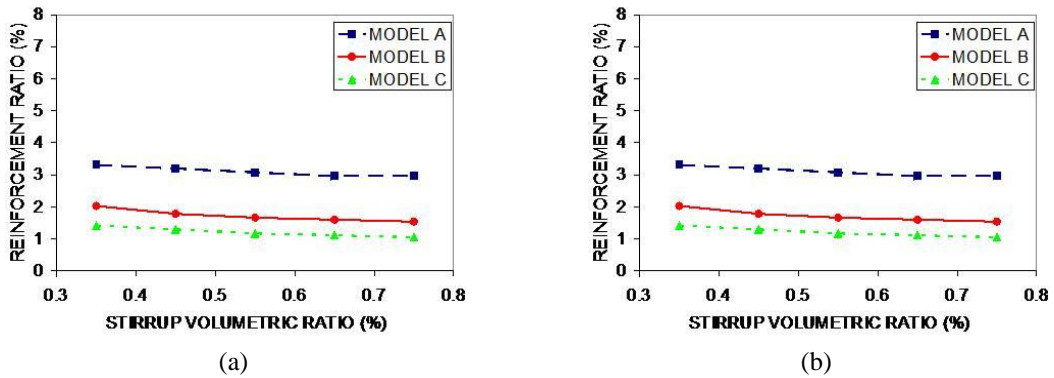 8
7
6
5
4
3
2
1
0
REINFORCEMENT RATIO (%)
MODEL A
MODEL B
MODEL C
0.3 0.4 0.5 0.6 0.7 0.8
STIRRUP VOLUMETRIC RATIO (%)
(a)
8
7
6
5
4
3
2
1
0
REINFORCEMENT RATIO (%)
MODEL A
MODEL B
MODEL C
0.3 0.4 0.5 0.6 0.7 0.8
STIRRUP VOLUMETRIC RATIO (%)
(b)